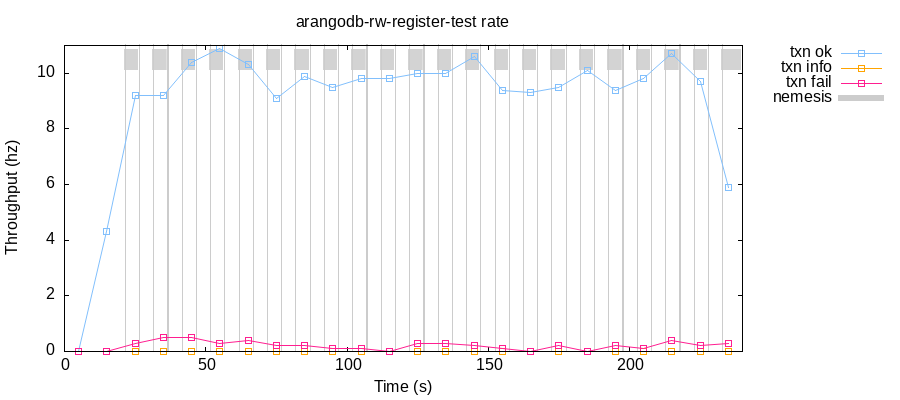 arangodb-rw-register-test rate
txn ok
txn info
txn fail
nemesis
Throughput (hz)
10
8
6
4
2
0
0 50 100 150 200
Time (s)